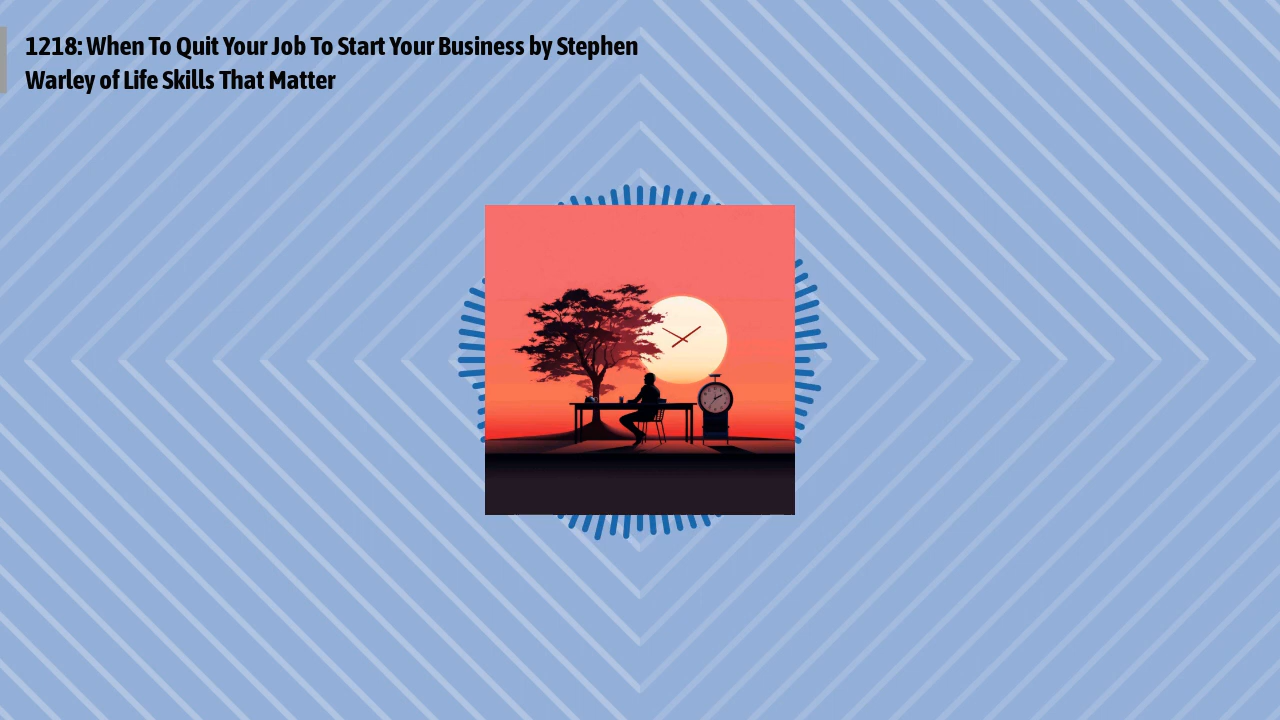 1218: When To Quit Your Job To Start Your Business by Stephen
Warley of Life Skills That Matter